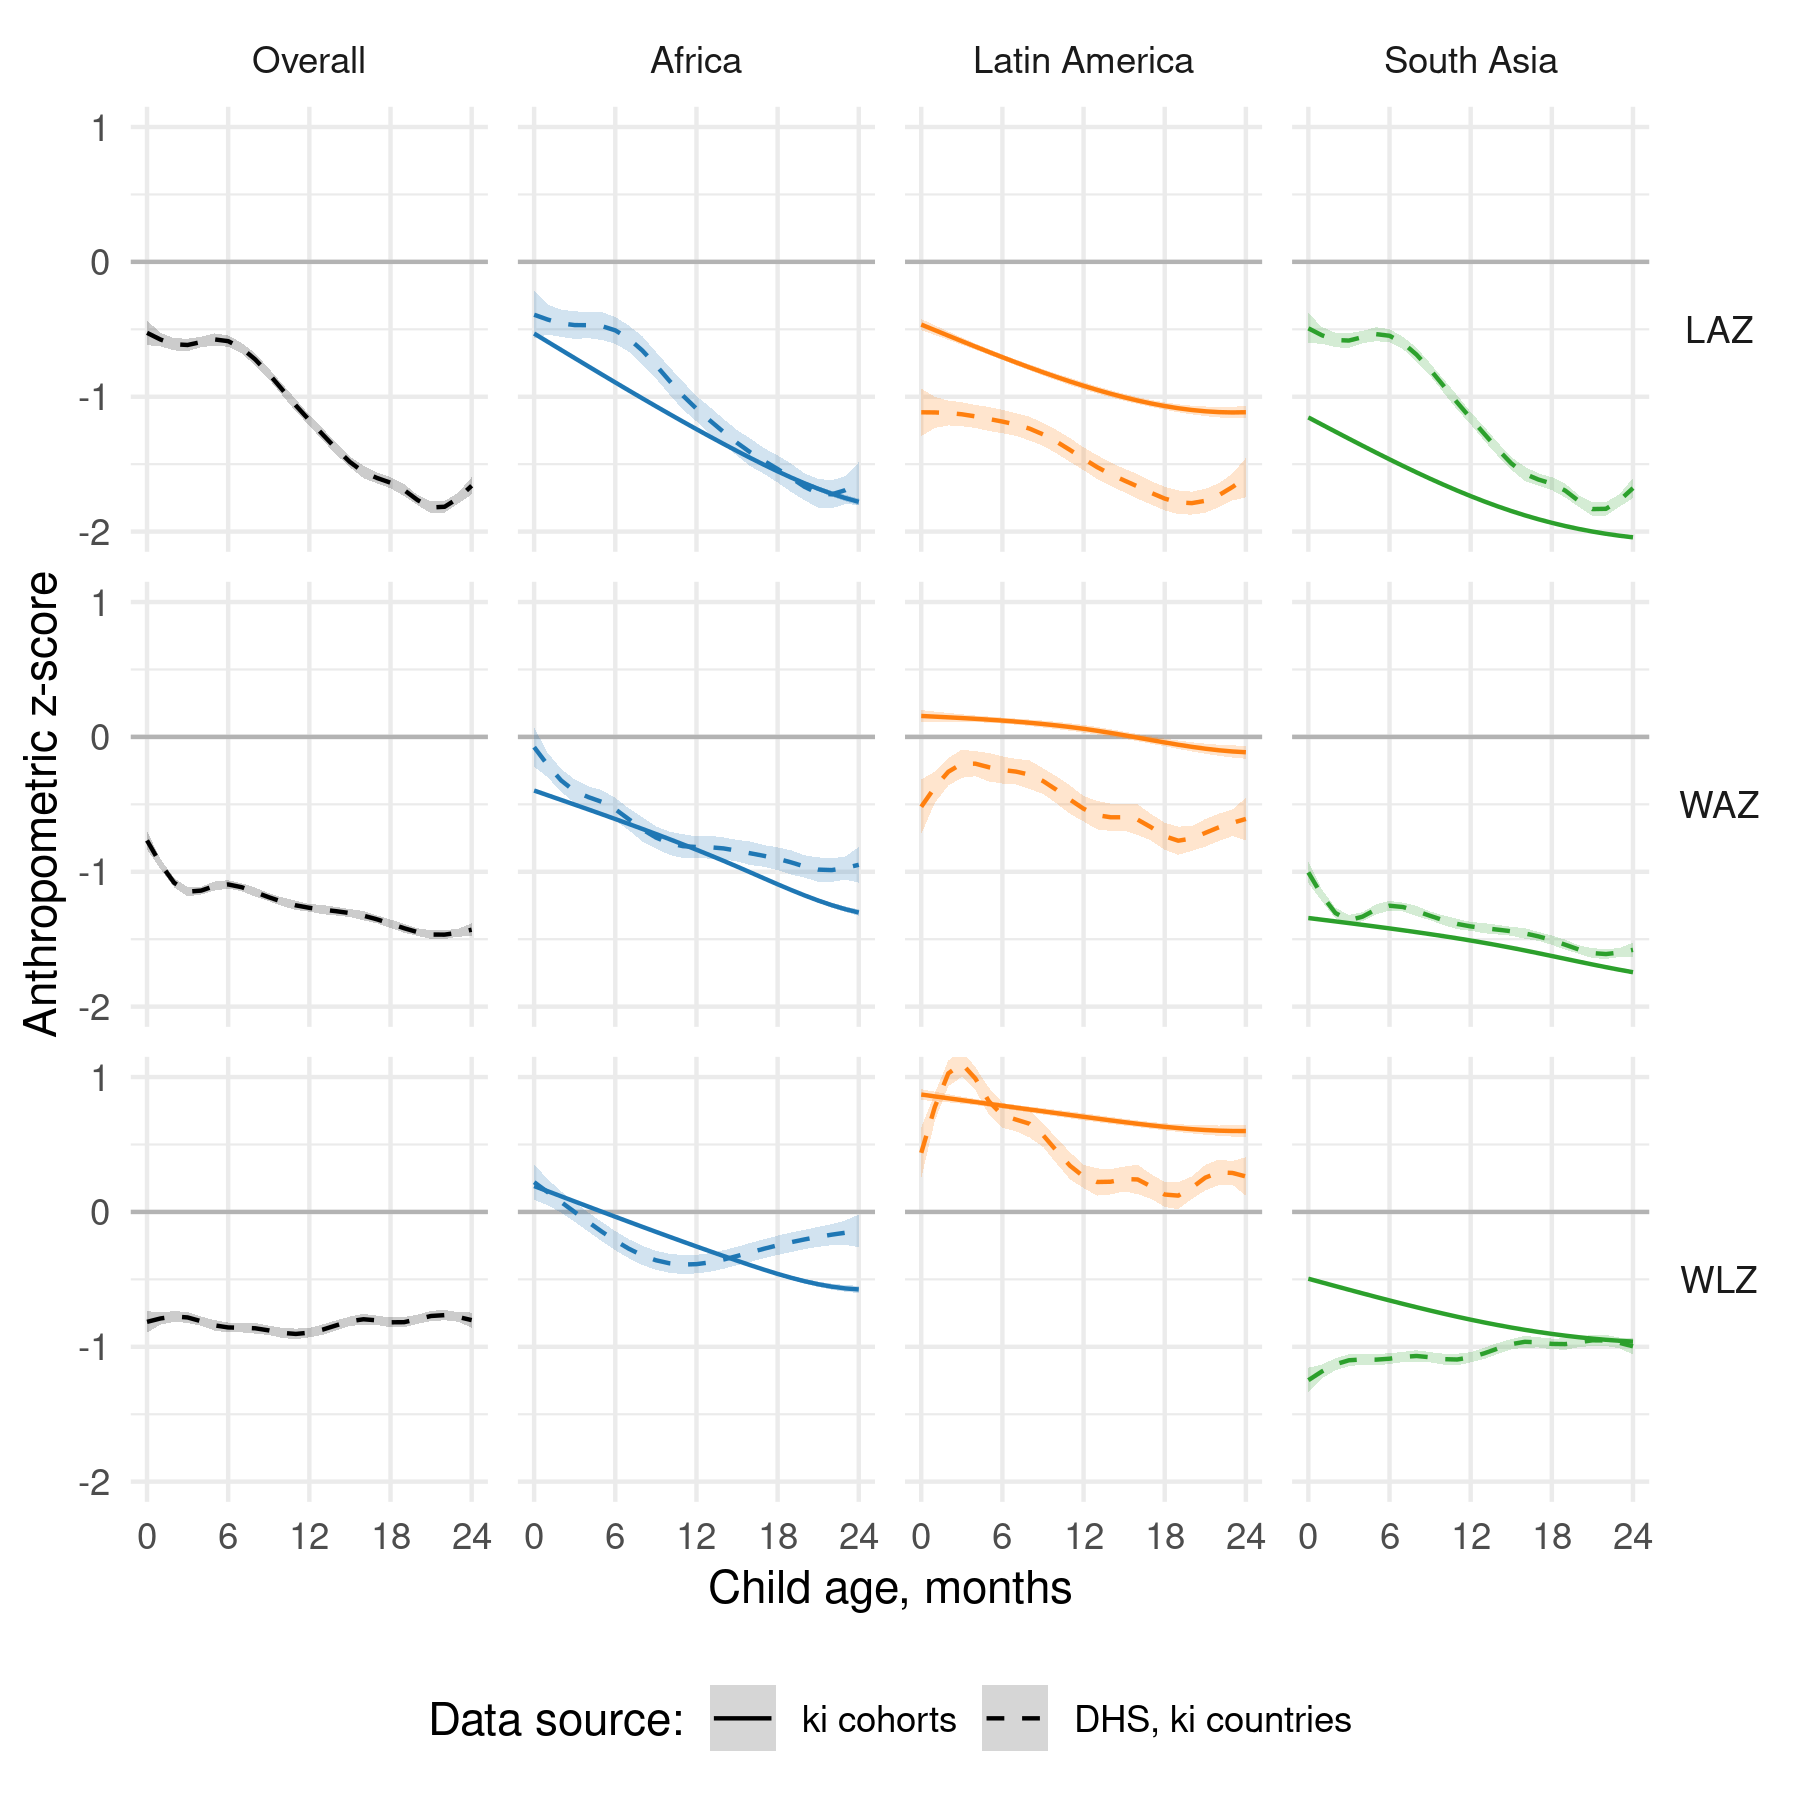 Overall Africa Latin America South Asia
1
0
-1
-2
LAZ
Anthropometric z-score
1
0
-1
-2
WAZ
1
0
-1
-2
WLZ
0 6 12 18 24 0 6 12 18 24 0 6 12 18 24 0 6 12 18 24
Child age, months
Data source: ki cohorts DHS, ki countries